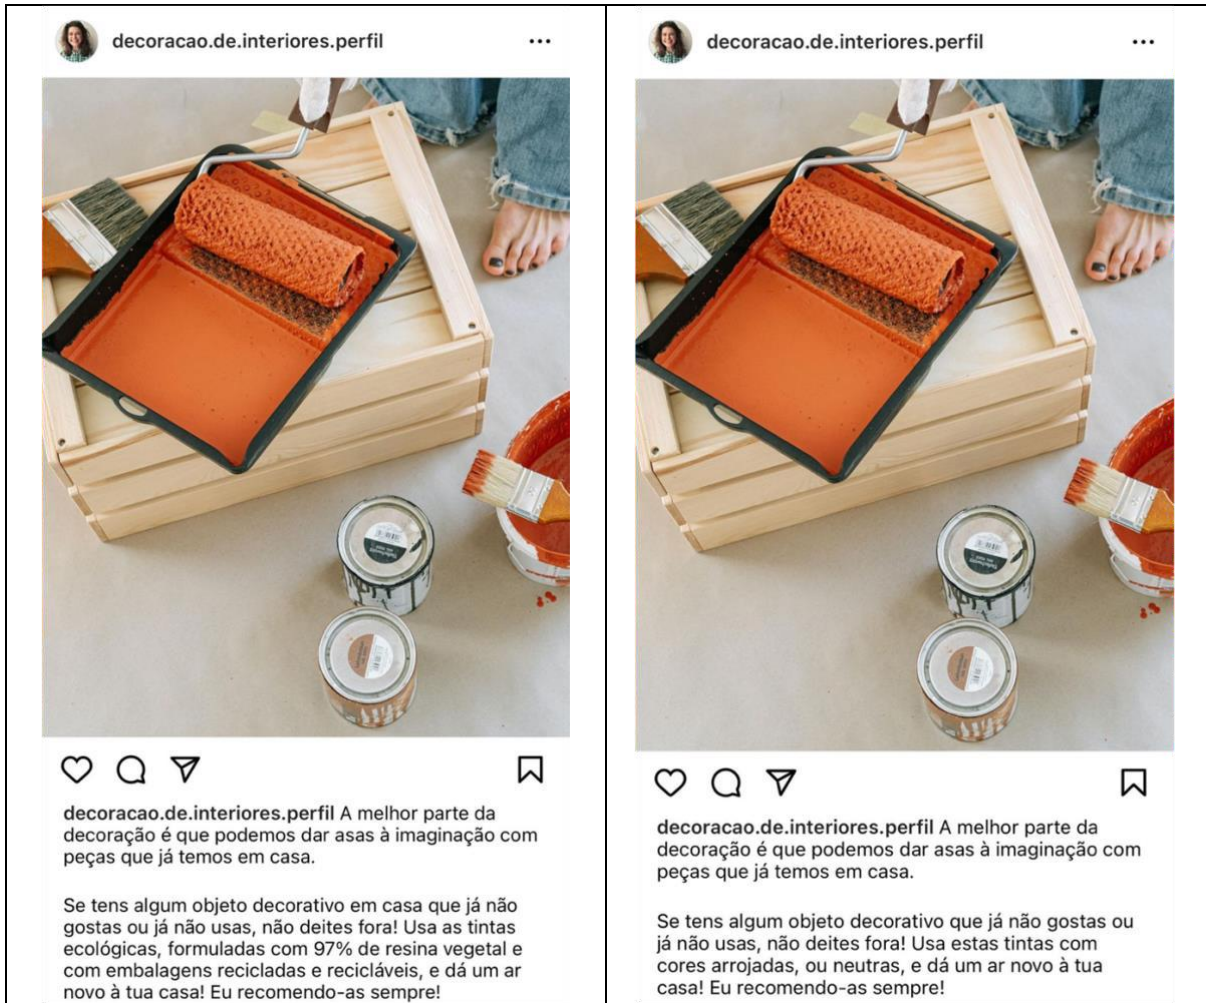 decoracao.de.interiores.perfil
decoracao.de.interiores.perfil A melhor parte da
decoração é que podemos dar asas à imaginação com
peças que já temos em casa.
Se tens algum objeto decorativo em casa que já não
gostas ou já não usas, não deites fora! Usa as tintas
ecológicas, formuladas com 97% de resina vegetal e
com embalagens recicladas e recicláveis, e dá um ar
novo à tua casa! Eu recomendo-as sempre!
decoracao.de.interiores.perfil
decoracao.de.interiores.perfil A melhor parte da
decoração é que podemos dar asas à imaginação com
peças que já temos em casa.
Se tens algum objeto decorativo que já não gostas ou
já não usas, não deites fora! Usa estas tintas com
cores arrojadas, ou neutras, e dá um ar novo à tua
casa! Eu recomendo-as sempre!